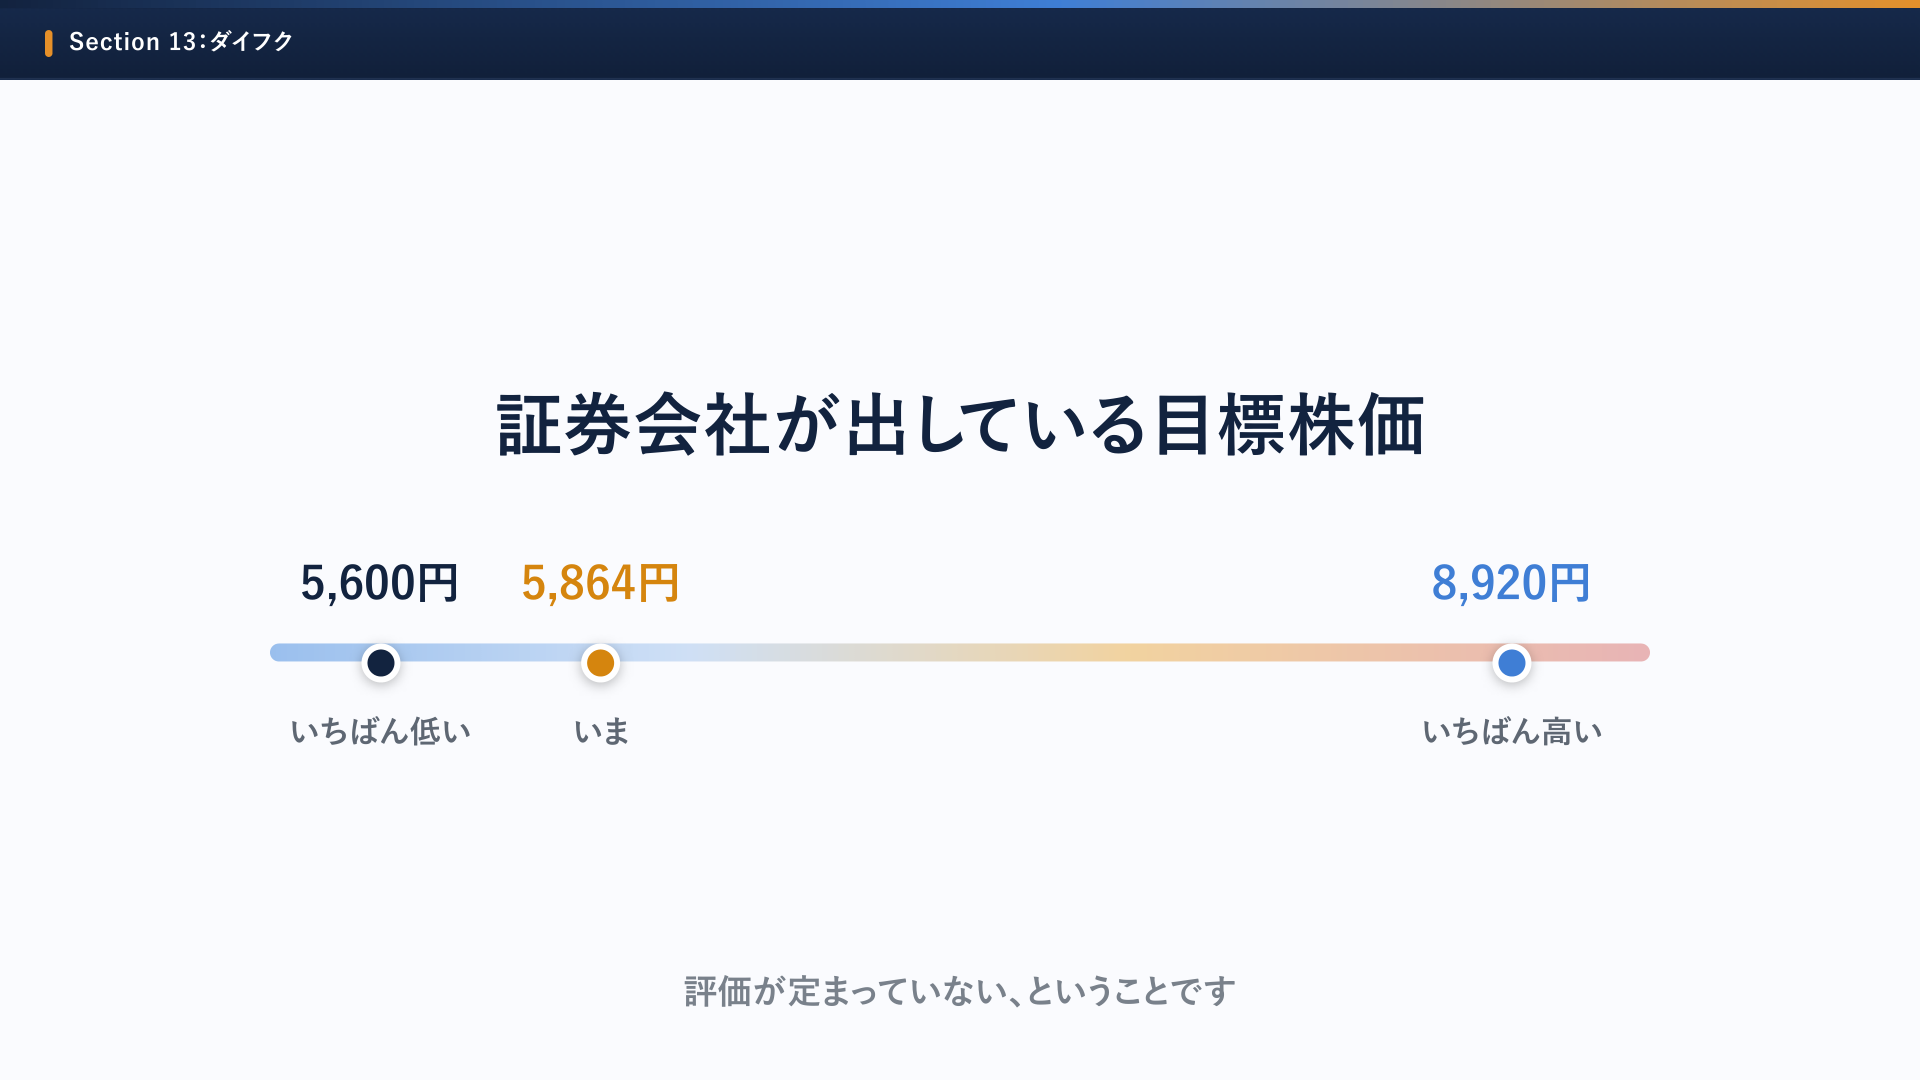 Section 13：ダイフク
証券会社が出している目標株価
5,600円 5,864円 8,920円
いちばん低い いま いちばん高い
評価が定まっていない、ということです